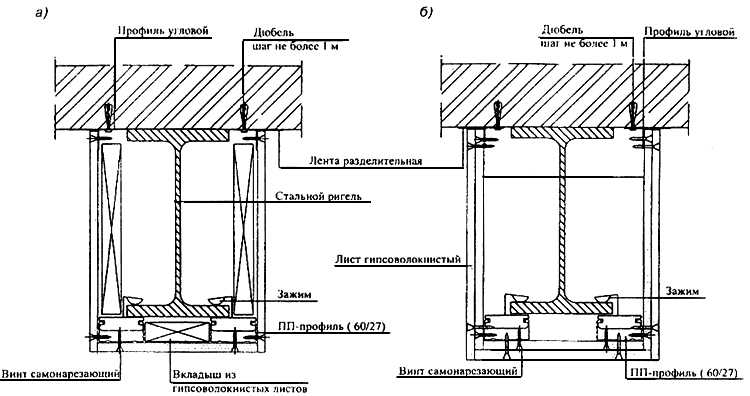 а)
Профиль угловой
Дюбель
шаг не более 1 м
б)
Дюбель
шаг не более 1 м
Профиль угловой
Лента разделительная
Стальной ригель
Лист гипсоволокнистый
Зажим
Зажим
ПП-профиль ( 60/27)
Винт самонарезающий
Вкладыш из
гипсоволокнистых листов
Винт самонарезающий
ПП-профиль ( 60/27)